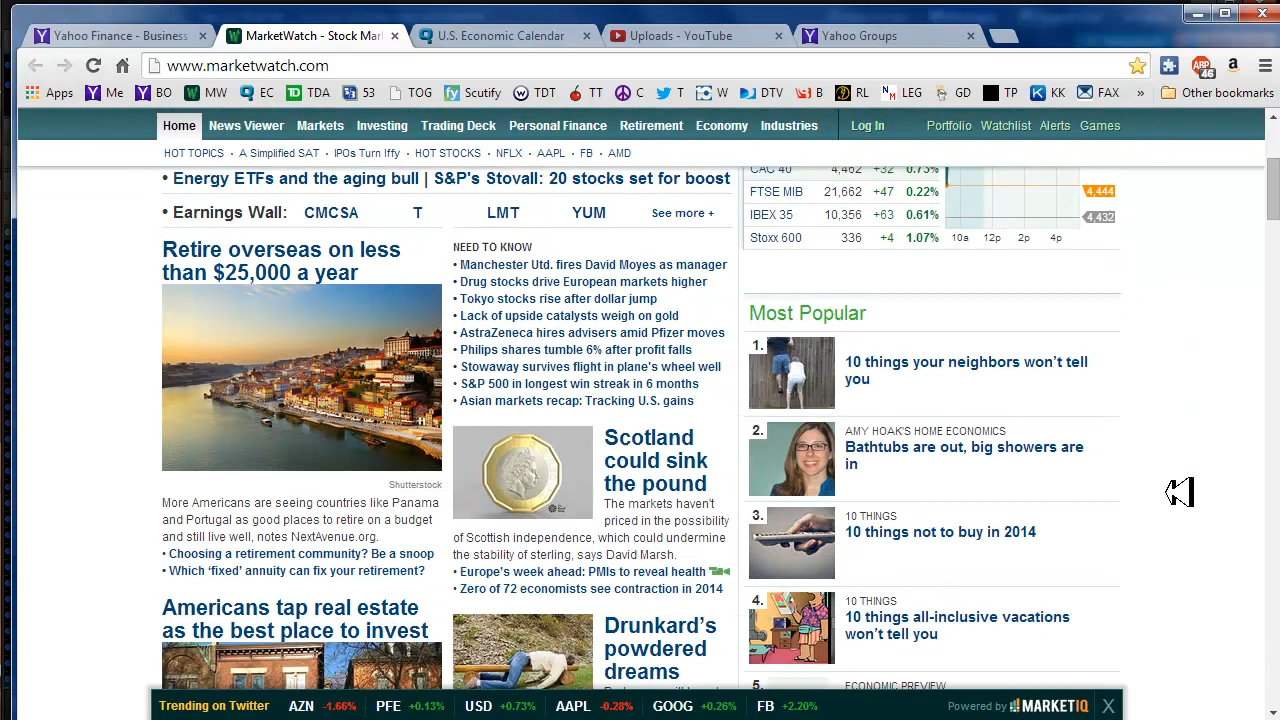 Yahoo Finance - Business
MarketWatch - Stock Mar
U.S. Economic Calendar
Uploads - YouTube
Yahoo Groups
www.marketwatch.com
ABP
46
Apps
Me
BO
MW
EC
TDA
53
TOG
Scutify
TDT
TT
C
T
W
DTV
B
RL
LEG
GD
TP
KK
FAX
»
Other bookmarks
Home
News Viewer
Markets
Investing
Trading Deck
Personal Finance
Retirement
Economy
Industries
Log In
Portfolio
Watchlist
Alerts
Games
HOT TOPICS • A Simplified SAT • IPOs Turn Iffy • HOT STOCKS • NFLX • AAPL • FB • AMD
• Energy ETFs and the aging bull | S&P's Stovall: 20 stocks set for boost
• Earnings Wall: CMCSA T LMT YUM See more +
Retire overseas on less
than $25,000 a year
Shutterstock
More Americans are seeing countries like Panama
and Portugal as good places to retire on a budget
and still live well, notes NextAvenue.org.
• Choosing a retirement community? Be a snoop
• Which ‘fixed’ annuity can fix your retirement?
Americans tap real estate
as the best place to invest
NEED TO KNOW
• Manchester Utd. fires David Moyes as manager
• Drug stocks drive European markets higher
• Tokyo stocks rise after dollar jump
• Lack of upside catalysts weigh on gold
• AstraZeneca hires advisers amid Pfizer moves
• Philips shares tumble 6% after profit falls
• Stowaway survives flight in plane's wheel well
• S&P 500 in longest win streak in 6 months
• Asian markets recap: Tracking U.S. gains
Scotland
could sink
the pound
The markets haven't
priced in the possibility
of Scottish independence, which could undermine
the stability of sterling, says David Marsh.
• Europe's week ahead: PMIs to reveal health
• Zero of 72 economists see contraction in 2014
Drunkard's
powdered
dreams
CAC 40 4,462 +32 0.73%
FTSE MIB 21,662 +47 0.22%
IBEX 35 10,356 +63 0.61%
Stoxx 600 336 +4 1.07%
4,444
4,432
10a 12p 2p 4p
Most Popular
1.
10 things your neighbors won't tell
you
2.
AMY HOAK'S HOME ECONOMICS
Bathtubs are out, big showers are
in
3.
10 THINGS
10 things not to buy in 2014
4.
10 THINGS
10 things all-inclusive vacations
won't tell you
5.
ECONOMIC PREVIEW
Trending on Twitter
AZN -1.66%
PFE +0.13%
USD +0.73%
AAPL -0.28%
GOOG +0.26%
FB +2.20%
Powered by MARKETIQ
X